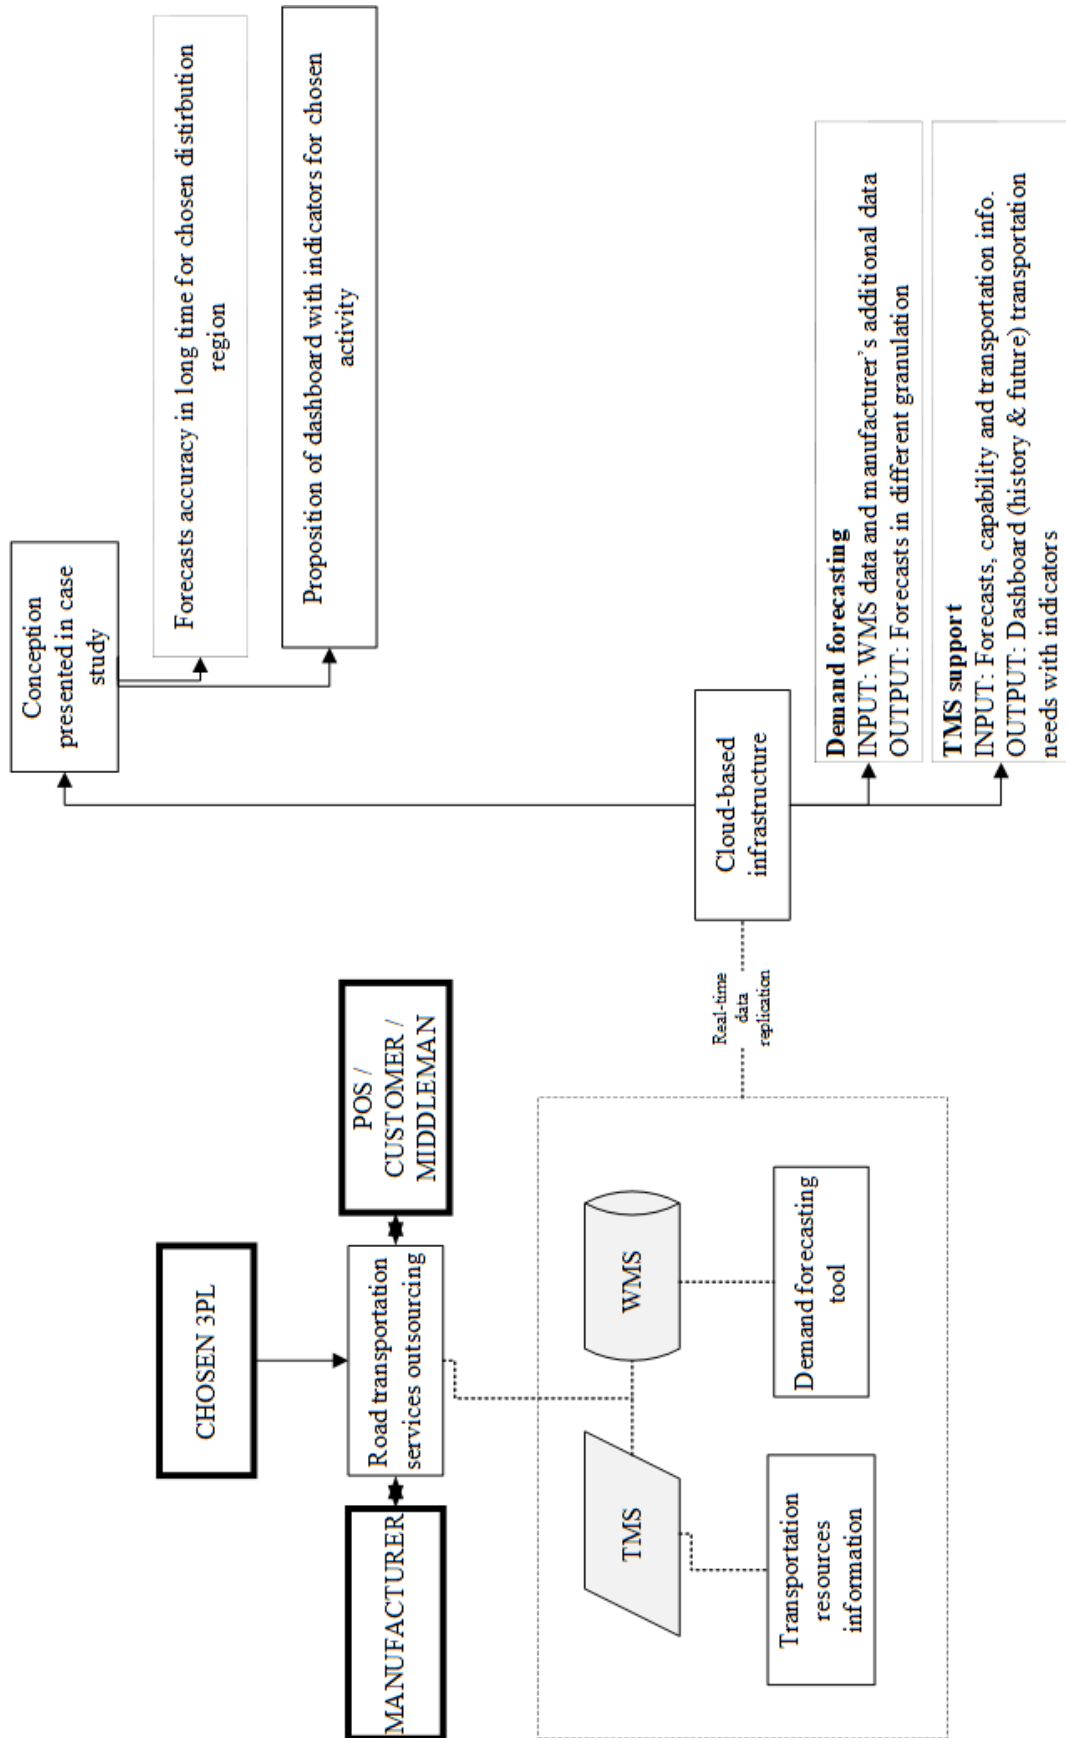 CHOSEN 3PL
MANUFACTURER
Road transportation
services outsourcing
POS /
CUSTOMER /
MIDDLEMAN
TMS
WMS
Transportation
resources
information
Demand forecasting
tool
Real-time
data
replication
Cloud-based
infrastructure
Conception
presented in case
study
Forecasts accuracy in long time for chosen distirbution
region
Proposition of dashboard with indicators for chosen
activity
Demand forecasting
INPUT: WMS data and manufacturer's additional data
OUTPUT: Forecasts in different granulation
TMS support
INPUT: Forecasts, capability and transportation info.
OUTPUT: Dashboard (history & future) transportation
needs with indicators